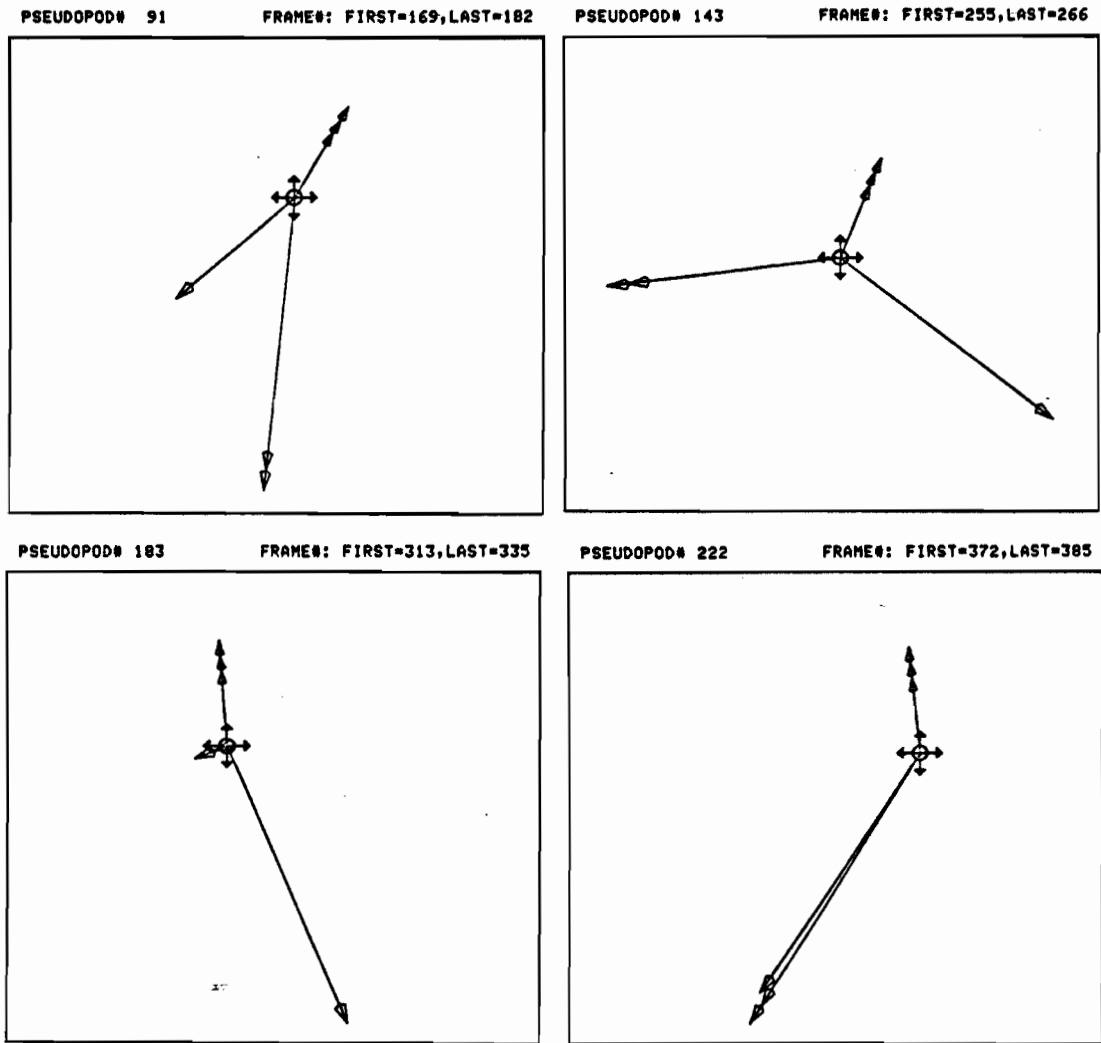 PSEUDOPOD# 91 FRAME#: FIRST=169,LAST=182
PSEUDOPOD# 143 FRAME#: FIRST=255,LAST=266
PSEUDOPOD# 183 FRAME#: FIRST=313,LAST=335
PSEUDOPOD# 222 FRAME#: FIRST=372,LAST=385